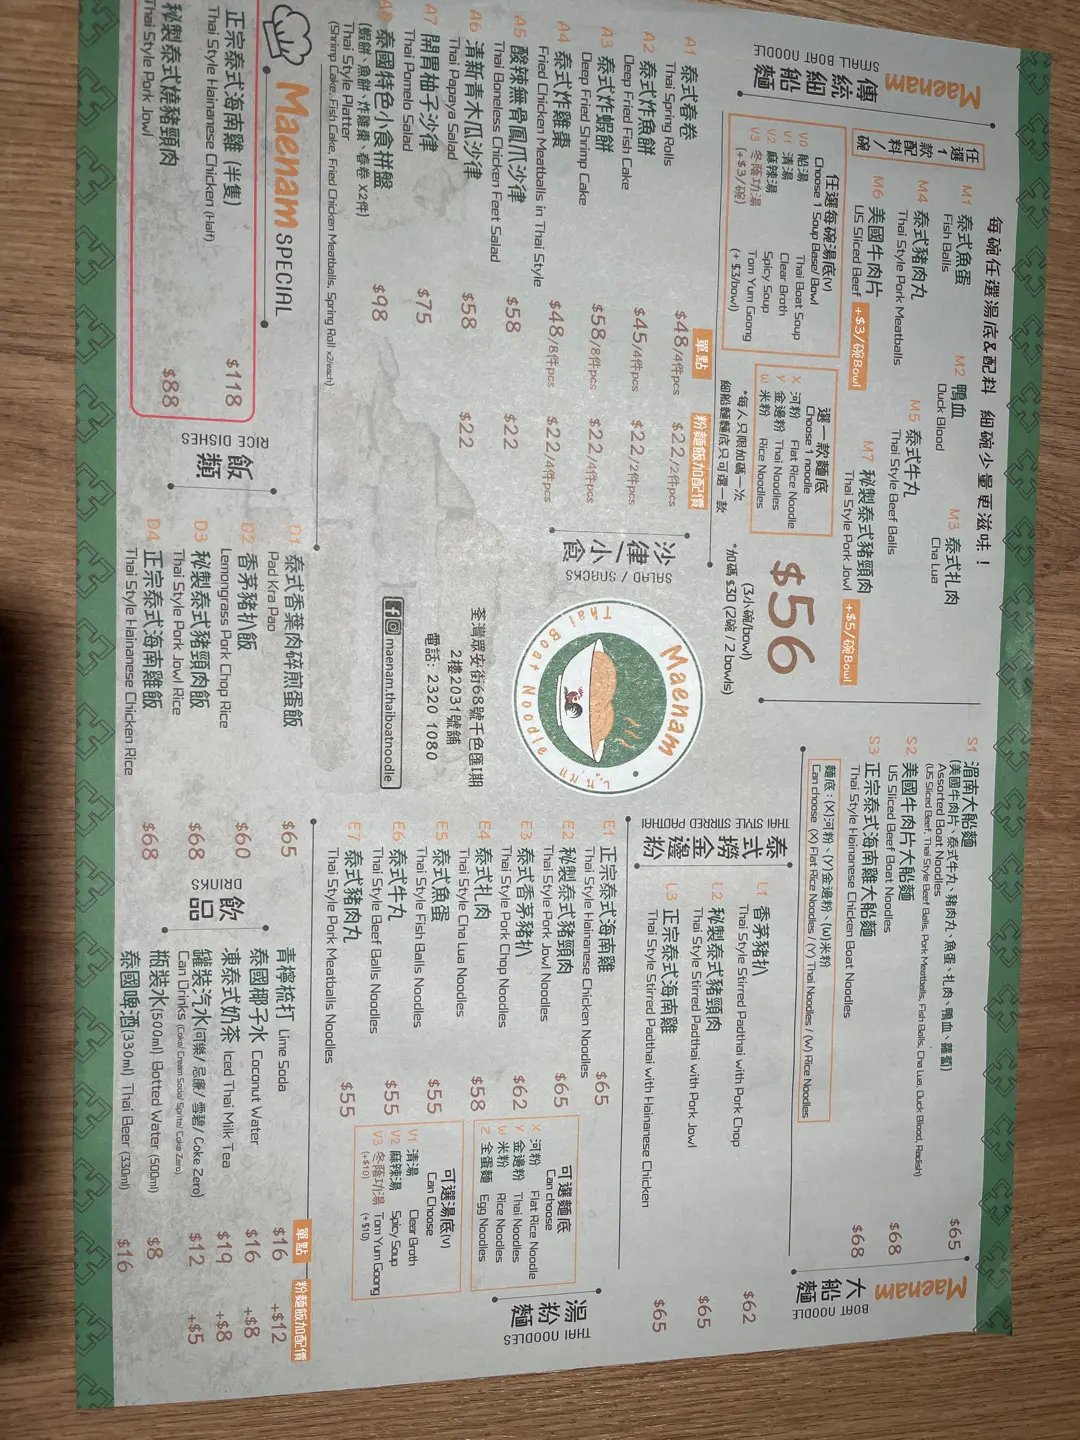 Maenam
傳統細船麵
SMALL BOAT NOODLE
每碗任選湯底&配料 細碗少量更滋味！
任選1款配料/碗
M1 泰式魚蛋
Fish Balls
M2 鴨血
Duck Blood
M3 泰式扎肉
Cha Lua
M4 泰式豬肉丸
Thai Style Pork Meatballs
M5 泰式牛丸
Thai Style Beef Balls
M6 美國牛肉片 +$3/碗Bowl
US Sliced Beef
M7 秘製泰式豬頸肉 +$5/碗Bowl
Thai Style Pork Jowl
任選每碗湯底(V)
Choose 1 Soup Base/Bowl
V0 船湯 Thai Boat Soup
V1 清湯 Clear Broth
V2 麻辣湯 Spicy Soup
V3 冬蔭功湯 Tom Yum Goong
(+$3/碗) (+ $3/bowl)
選一款麵底
Choose 1 noodle
X 河粉 Flat Rice Noodle
Y 金邊粉 Thai Noodles
W 米粉 Rice Noodles
$56
(3小碗/bowl)
*加碼 $30 (2碗 / 2 bowls)
*每人只限加碼一次
細船麵麵底只可選一款
沙律/小食
SALAD / SNACKS
單點 粉麵飯加配價
A1 泰式春卷 $48/4件pcs $22/2件pcs
Thai Spring Rolls
A2 泰式炸魚餅 $45/4件pcs $22/2件pcs
Deep Fried Fish Cake
A3 泰式炸蝦餅 $58/8件pcs $22/4件pcs
Deep Fried Shrimp Cake
A4 泰式炸雞棗 $48/8件pcs $22/4件pcs
Fried Chicken Meatballs in Thai Style
A5 酸辣無骨鳳爪沙律 $58 $22
Thai Boneless Chicken Feet Salad
A6 清新青木瓜沙律 $58 $22
Thai Papaya Salad
A7 開胃柚子沙律 $75
Thai Pomelo Salad
A8 泰國特色小食拼盤 $98
(蝦餅、魚餅、炸雞棗、春卷 X2件)
Thai Style Platter
(Shrimp Cake, Fish Cake, Fried Chicken Meatballs, Spring Roll x2/each)
Maenam SPECIAL
正宗泰式海南雞 (半隻) $118
Thai Style Hainanese Chicken (Half)
秘製泰式燒豬頸肉 $88
Thai Style Pork Jowl
Maenam
Thai Boat Noodle
荃灣眾安街68號千色匯I期
2樓2031號舖
電話: 2320 1080
maenam.thaiboatnoodle
飯類
RICE DISHES
D1 泰式香葉肉碎煎蛋飯 $65
Pad Kra Pao
D2 香茅豬扒飯 $60
Lemongrass Pork Chop Rice
D3 秘製泰式豬頸肉飯 $68
Thai Style Pork Jowl Rice
D4 正宗泰式海南雞飯 $68
Thai Style Hainanese Chicken Rice
Maenam
大船麵
BOAT NOODLE
S1 湄南大船麵 $65
(美國牛肉片、泰式牛丸、豬肉丸、魚蛋、扎肉、鴨血、蘿蔔)
Assorted Boat Noodles
(US Sliced Beef, Thai Style Beef Balls, Pork Meatballs, Fish Balls, Cha Lua, Duck Blood, Radish)
S2 美國牛肉片大船麵 $68
US Sliced Beef Boat Noodles
S3 正宗泰式海南雞大船麵 $68
Thai Style Hainanese Chicken Boat Noodles
麵底：(X)河粉、(Y)金邊粉、(W)米粉
Can choose (X) Flat Rice Noodles / (Y) Thai Noodles / (W) Rice Noodles
泰式撈金邊粉
THAI STYLE STIRRED PADTHAI
L1 香茅豬扒 $62
Thai Style Stirred Padthai with Pork Chop
L2 秘製泰式豬頸肉 $65
Thai Style Stirred Padthai with Pork Jowl
L3 正宗泰式海南雞 $65
Thai Style Stirred Padthai with Hainanese Chicken
湯粉麵
THAI NOODLES
E1 正宗泰式海南雞 $65
Thai Style Hainanese Chicken Noodles
E2 秘製泰式豬頸肉 $65
Thai Style Pork Jowl Noodles
E3 泰式香茅豬扒 $62
Thai Style Pork Chop Noodles
E4 泰式扎肉 $58
Thai Style Cha Lua Noodles
E5 泰式魚蛋 $55
Thai Style Fish Balls Noodles
E6 泰式牛丸 $55
Thai Style Beef Balls Noodles
E7 泰式豬肉丸 $55
Thai Style Pork Meatballs Noodles
可選麵底
Can choose
X 河粉 Flat Rice Noodle
Y 金邊粉 Thai Noodles
W 米粉 Rice Noodles
Z 全蛋麵 Egg Noodles
可選湯底(V)
Can Choose
V1 清湯 Clear Broth
V2 麻辣湯 Spicy Soup
V3 冬蔭功湯 Tom Yum Goong
(+$10) (+ $10)
飲品
DRINKS
單點 粉麵飯加配價
青檸梳打 Lime Soda $16 +$12
泰國椰子水 Coconut Water $16 +$8
凍泰式奶茶 Iced Thai Milk Tea $19 +$8
罐裝汽水(可樂/ 忌廉/ 雪碧/ Coke Zero) $12 +$5
Can Drinks (Coke/ Cream Soda/ Sprite/ Coke Zero)
瓶裝水(500ml) Botted Water (500ml) $8
泰國啤酒(330ml) Thai Beer (330ml) $16